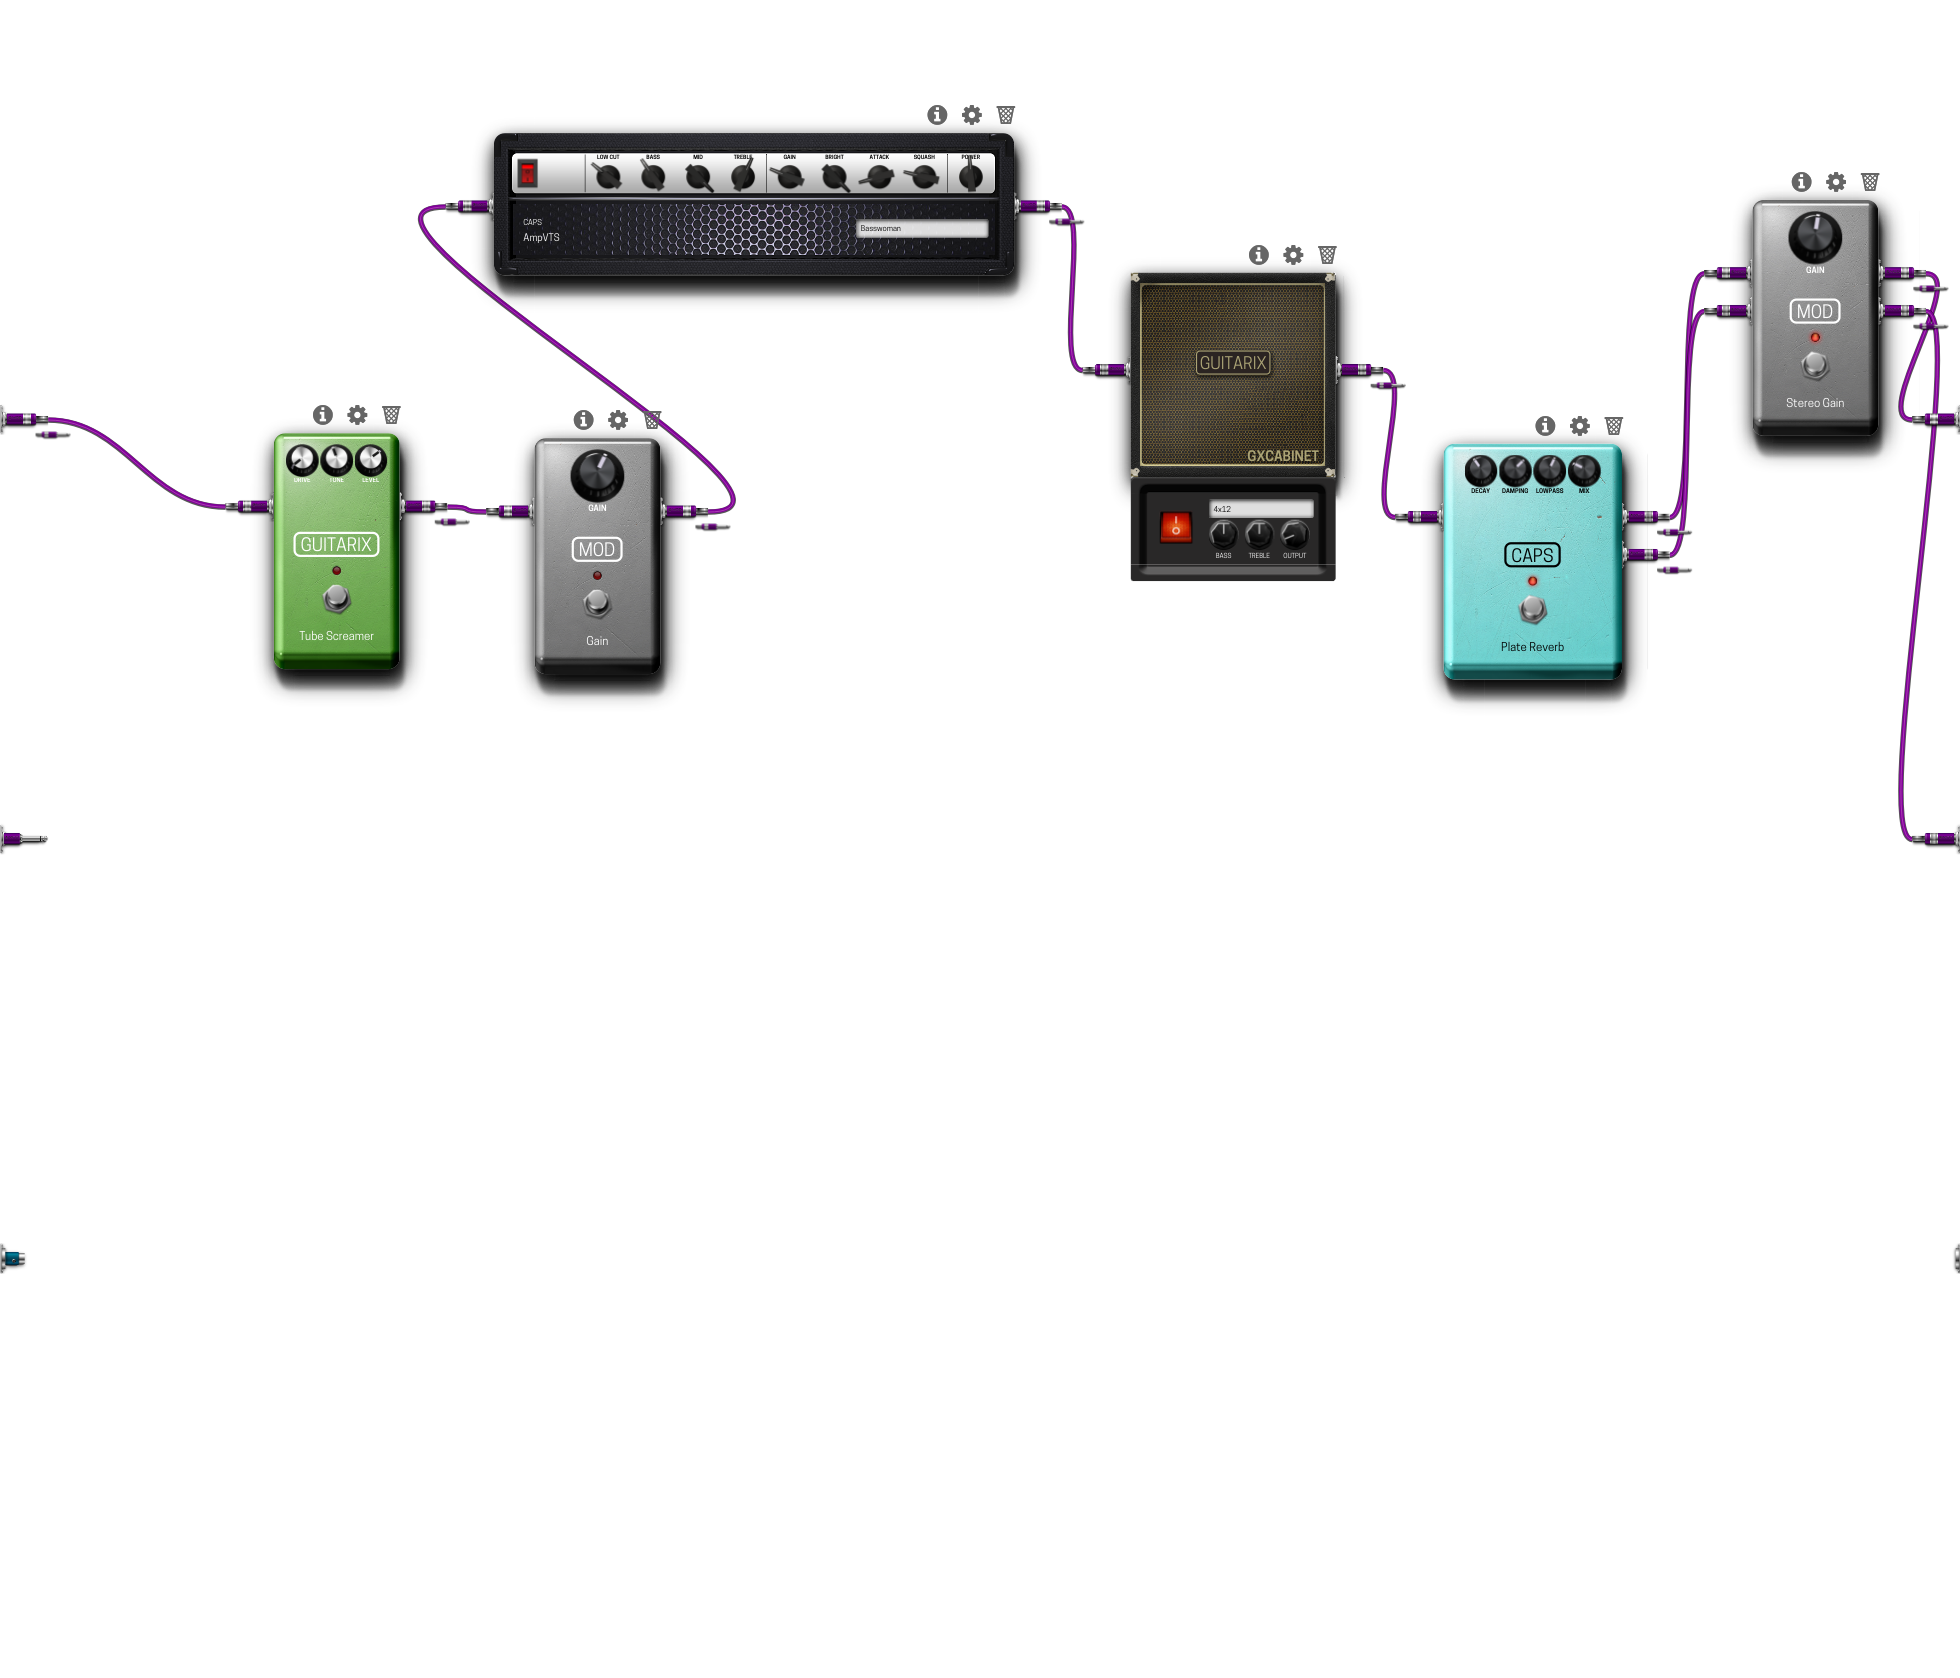 LOW CUT BASS MID TREBLE GAIN BRIGHT ATTACK SQUASH POWER
CAPS
AmpVTS
Basswoman
GAIN
MOD
Stereo Gain
GUITARIX
GXCABINET
4x12
BASS TREBLE OUTPUT
DRIVE TONE LEVEL
GUITARIX
Tube Screamer
GAIN
MOD
Gain
DECAY DAMPING LOWPASS MIX
CAPS
Plate Reverb